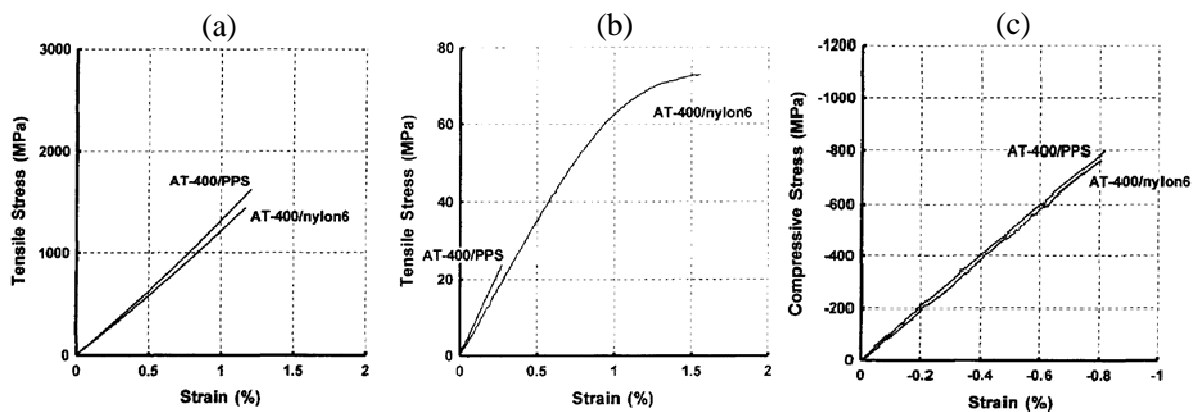 (a)
3000
2000
1000
0
0
0.5
1
1.5
2
Tensile Stress (MPa)
Strain (%)
AT-400/PPS
AT-400/nylon6
(b)
80
60
40
20
0
0
0.5
1
1.5
2
Tensile Stress (MPa)
Strain (%)
AT-400/nylon6
AT-400/PPS
(c)
-1200
-1000
-800
-600
-400
-200
0
0
-0.2
-0.4
-0.6
-0.8
-1
Compressive Stress (MPa)
Strain (%)
AT-400/PPS
AT-400/nylon6